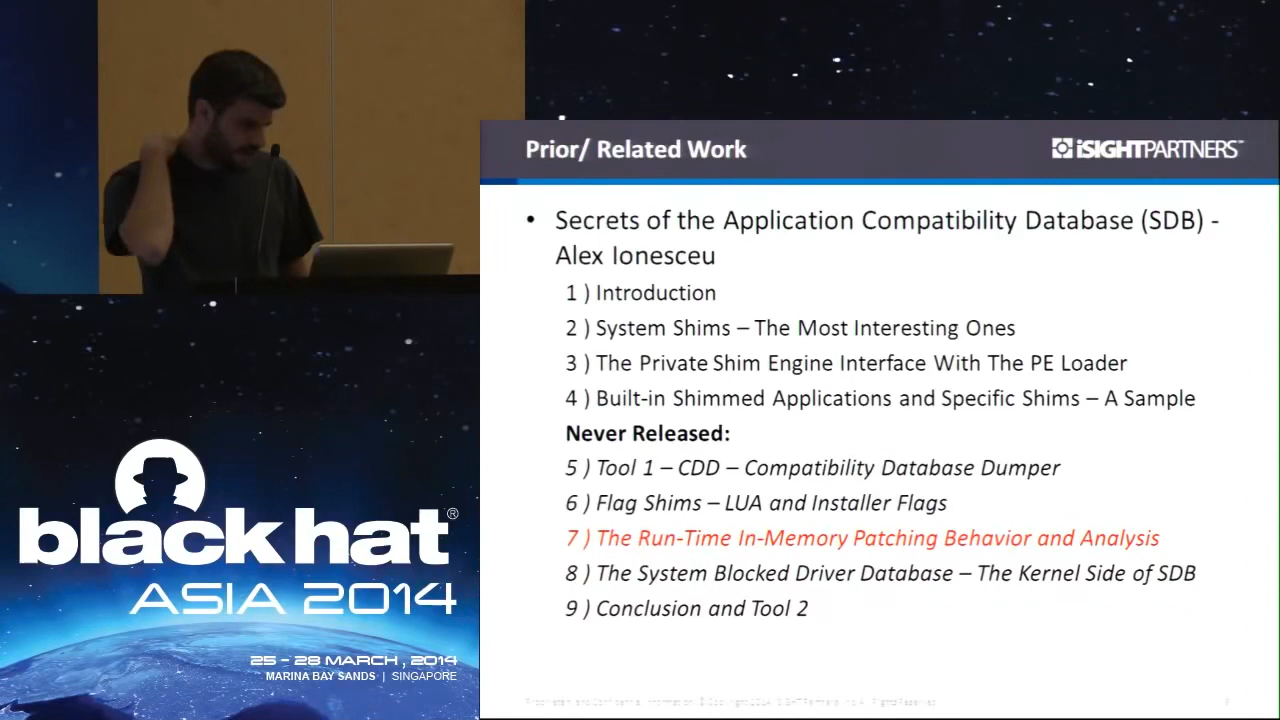 Prior/ Related Work
iSIGHTPARTNERS
• Secrets of the Application Compatibility Database (SDB) -
Alex Ionesceu
1 ) Introduction
2 ) System Shims – The Most Interesting Ones
3 ) The Private Shim Engine Interface With The PE Loader
4 ) Built-in Shimmed Applications and Specific Shims – A Sample
Never Released:
5 ) Tool 1 – CDD – Compatibility Database Dumper
6 ) Flag Shims – LUA and Installer Flags
7 ) The Run-Time In-Memory Patching Behavior and Analysis
8 ) The System Blocked Driver Database – The Kernel Side of SDB
9 ) Conclusion and Tool 2
black hat®
ASIA 2014
25 - 28 MARCH, 2014
MARINA BAY SANDS | SINGAPORE